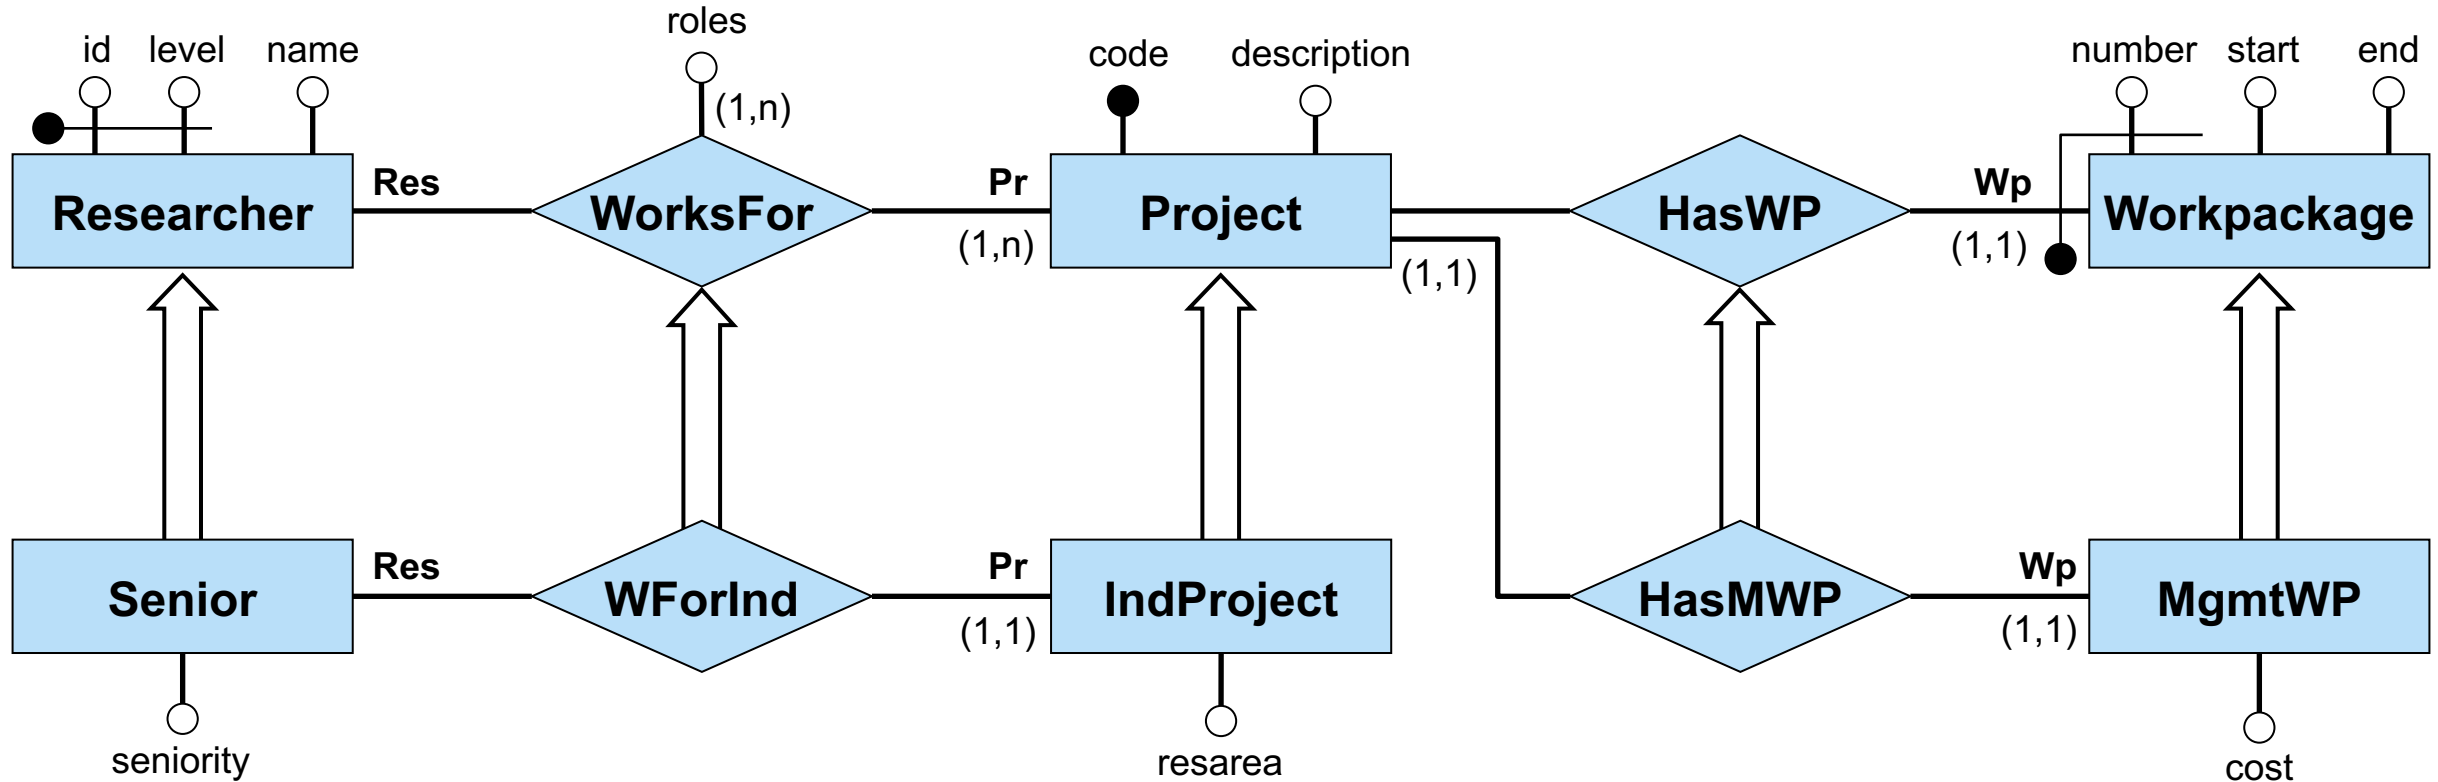 roles
id level name
code description
number start end
(1,n)
Res
Pr
Wp
Researcher
WorksFor
Project
HasWP
Workpackage
(1,n)
(1,1)
(1,1)
Res
Pr
Wp
Senior
WForInd
IndProject
HasMWP
MgmtWP
(1,1)
(1,1)
seniority
resarea
cost